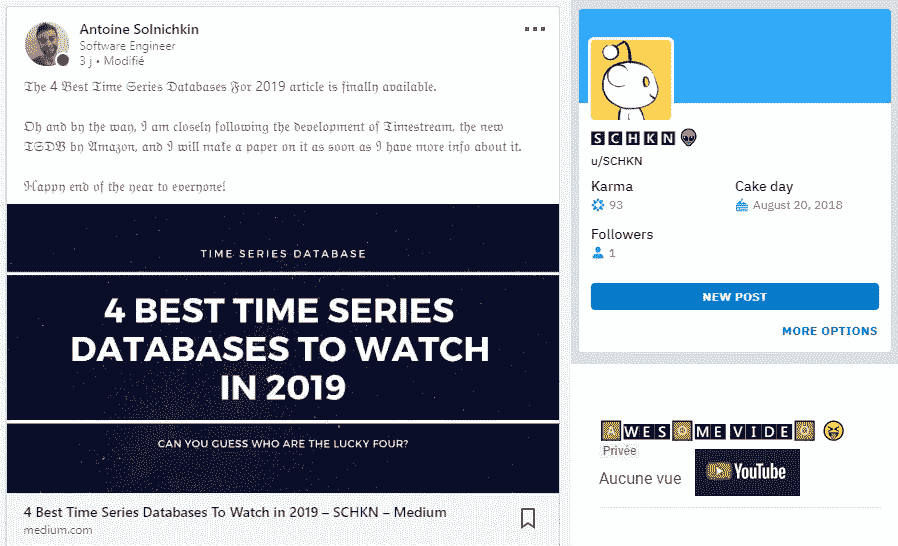 Antoine Solnichkin
Software Engineer
3 j • Modifié
𝔗𝔥𝔢 4 𝔅𝔢𝔰𝔱 𝔗𝔦𝔪𝔢 𝔖𝔢𝔯𝔦𝔢𝔰 𝔇𝔞𝔱𝔞𝔟𝔞𝔰𝔢𝔰 𝔉𝔬𝔯 2019 𝔞𝔯𝔱𝔦𝔠𝔩𝔢 𝔦𝔰 𝔣𝔦𝔫𝔞𝔩𝔩𝔶 𝔞𝔳𝔞𝔦𝔩𝔞𝔟𝔩𝔢.
𝔒𝔥 𝔞𝔫𝔡 𝔟𝔶 𝔱𝔥𝔢 𝔴𝔞𝔶, ℑ 𝔞𝔪 𝔠𝔩𝔬𝔰𝔢𝔩𝔶 𝔣𝔬𝔩𝔩𝔬𝔴𝔦𝔫𝔤 𝔱𝔥𝔢 𝔡𝔢𝔳𝔢𝔩𝔬𝔭𝔪𝔢𝔫𝔱 𝔬𝔣 𝔗𝔦𝔪𝔢𝔰𝔱𝔯𝔢𝔞𝔪, 𝔱𝔥𝔢 𝔫𝔢𝔴
𝔗𝔖𝔇𝔅 𝔟𝔶 𝔄𝔪𝔞𝔷𝔬𝔫, 𝔞𝔫𝔡 ℑ 𝔴𝔦𝔩𝔩 𝔪𝔞𝔨𝔢 𝔞 𝔭𝔞𝔭𝔢𝔯 𝔬𝔫 𝔦𝔱 𝔞𝔰 𝔰𝔬𝔬𝔫 𝔞𝔰 ℑ 𝔥𝔞𝔳𝔢 𝔪𝔬𝔯𝔢 𝔦𝔫𝔣𝔬 𝔞𝔟𝔬𝔲𝔱 𝔦𝔱.
ℌ𝔞𝔭𝔭𝔶 𝔢𝔫𝔡 𝔬𝔣 𝔱𝔥𝔢 𝔶𝔢𝔞𝔯 𝔱𝔬 𝔢𝔳𝔢𝔯𝔶𝔬𝔫𝔢!
TIME SERIES DATABASE
4 BEST TIME SERIES
DATABASES TO WATCH
IN 2019
CAN YOU GUESS WHO ARE THE LUCKY FOUR?
4 Best Time Series Databases To Watch in 2019 – SCHKN – Medium
medium.com
🆂🅲🅷🅺🅽 👽
u/SCHKN
Karma
93
Cake day
August 20, 2018
Followers
1
NEW POST
MORE OPTIONS
🅰🆆🅴🆂🅾🅼🅴 🆅🅸🅳🅴🅾 😝
Privée
Aucune vue
YouTube